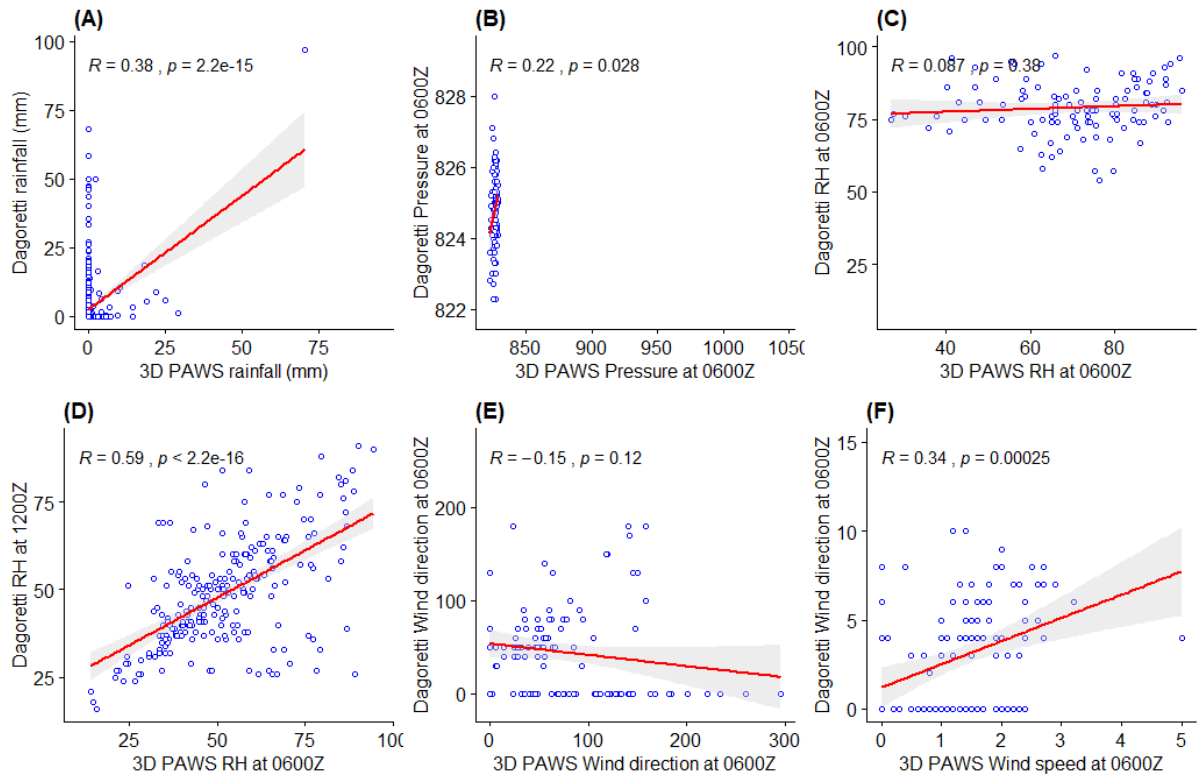 (A)
R = 0.38 , p = 2.2e-15
Dagoretti rainfall (mm)
100
75
50
25
0
0 25 50 75
3D PAWS rainfall (mm)
(B)
R = 0.22 , p = 0.028
Dagoretti Pressure at 0600Z
828
826
824
822
850 900 950 1000 1050
3D PAWS Pressure at 0600Z
(C)
R = 0.087 , p = 0.38
Dagoretti RH at 0600Z
100
75
50
25
40 60 80
3D PAWS RH at 0600Z
(D)
R = 0.59 , p < 2.2e-16
Dagoretti RH at 1200Z
75
50
25
25 50 75 100
3D PAWS RH at 0600Z
(E)
R = −0.15 , p = 0.12
Dagoretti Wind direction at 0600Z
200
100
0
0 100 200 300
3D PAWS Wind direction at 0600Z
(F)
R = 0.34 , p = 0.00025
Dagoretti Wind direction at 0600Z
15
10
5
0
0 1 2 3 4 5
3D PAWS Wind speed at 0600Z